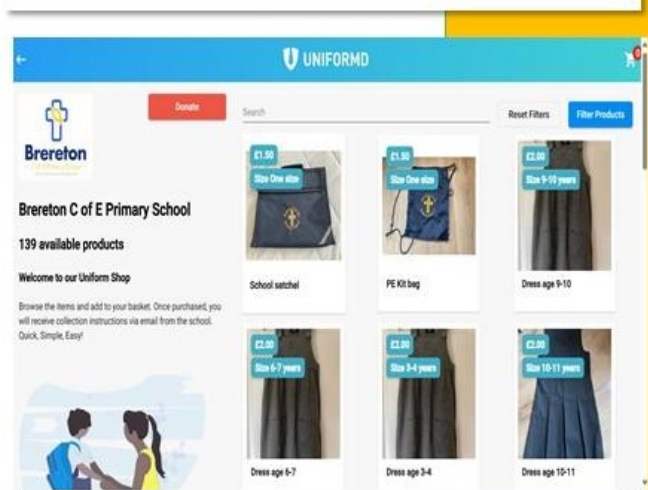 UNIFORMD
0
Brereton
Donate
Search
Reset Filters
Filter Products
Brereton C of E Primary School
139 available products
Welcome to our Uniform Shop
Browse the items and add to your basket. Once purchased, you
will receive collection instructions via email from the school.
Quick, Simple, Easy!
£1.50
Size One size
School satchel
£1.50
Size One size
PE Kit bag
£2.00
Size 9-10 years
Dress age 9-10
£2.00
Size 6-7 years
Dress age 6-7
£2.00
Size 3-4 years
Dress age 3-4
£2.00
Size 10-11 years
Dress age 10-11